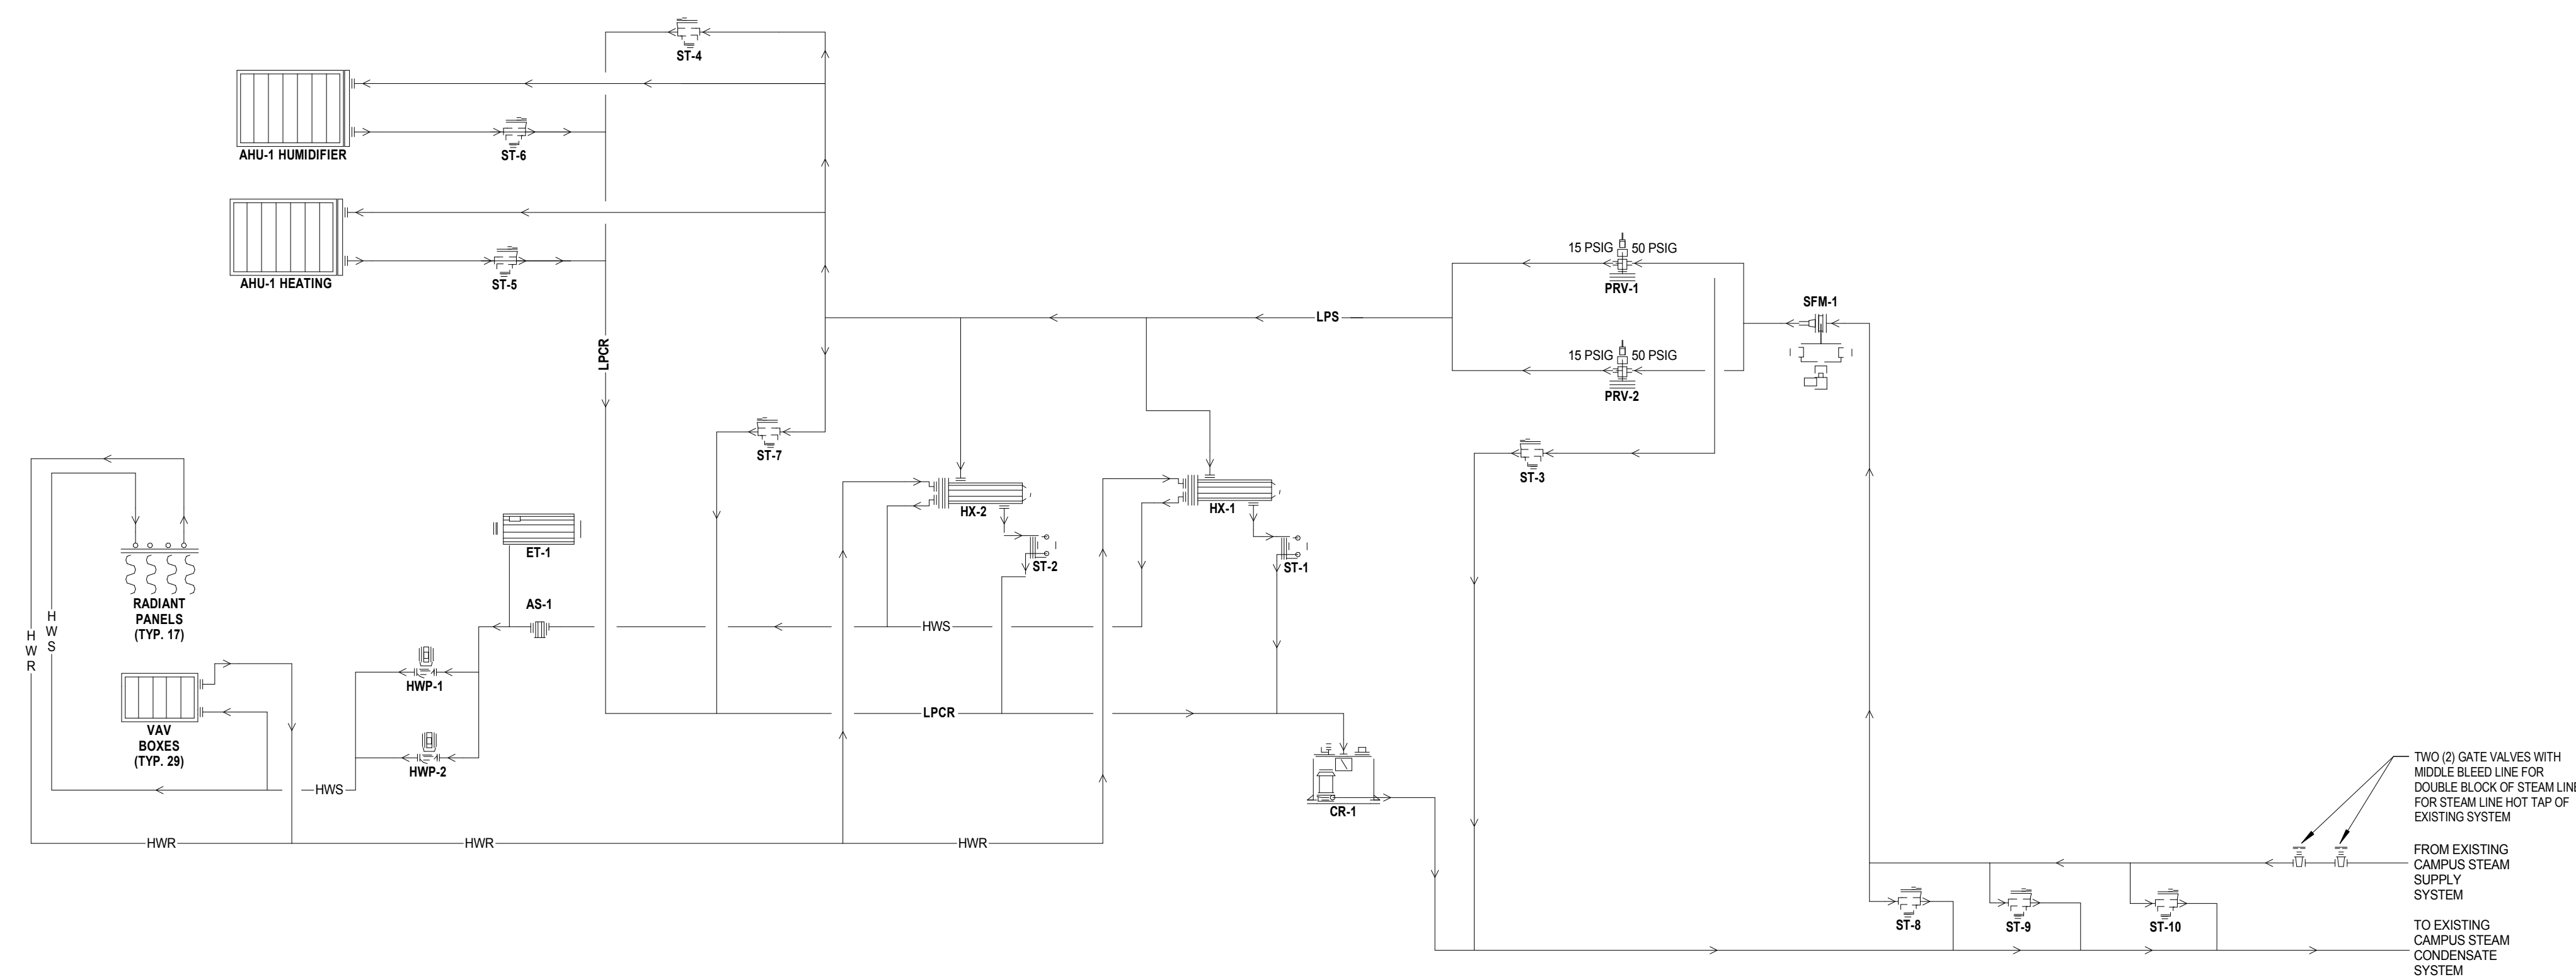 ST-4
AHU-1 HUMIDIFIER
ST-6
AHU-1 HEATING
ST-5
15 PSIG
50 PSIG
PRV-1
SFM-1
LPS
LPCR
15 PSIG
50 PSIG
PRV-2
ST-7
ST-3
HX-2
HX-1
ET-1
ST-2
ST-1
RADIANT
PANELS
(TYP. 17)
AS-1
H
W
R
H
W
S
HWS
HWP-1
VAV
BOXES
(TYP. 29)
LPCR
HWP-2
HWS
CR-1
HWR
HWR
HWR
TWO (2) GATE VALVES WITH
MIDDLE BLEED LINE FOR
DOUBLE BLOCK OF STEAM LINE
FOR STEAM LINE HOT TAP OF
EXISTING SYSTEM
FROM EXISTING
CAMPUS STEAM
SUPPLY
SYSTEM
ST-8
ST-9
ST-10
TO EXISTING
CAMPUS STEAM
CONDENSATE
SYSTEM